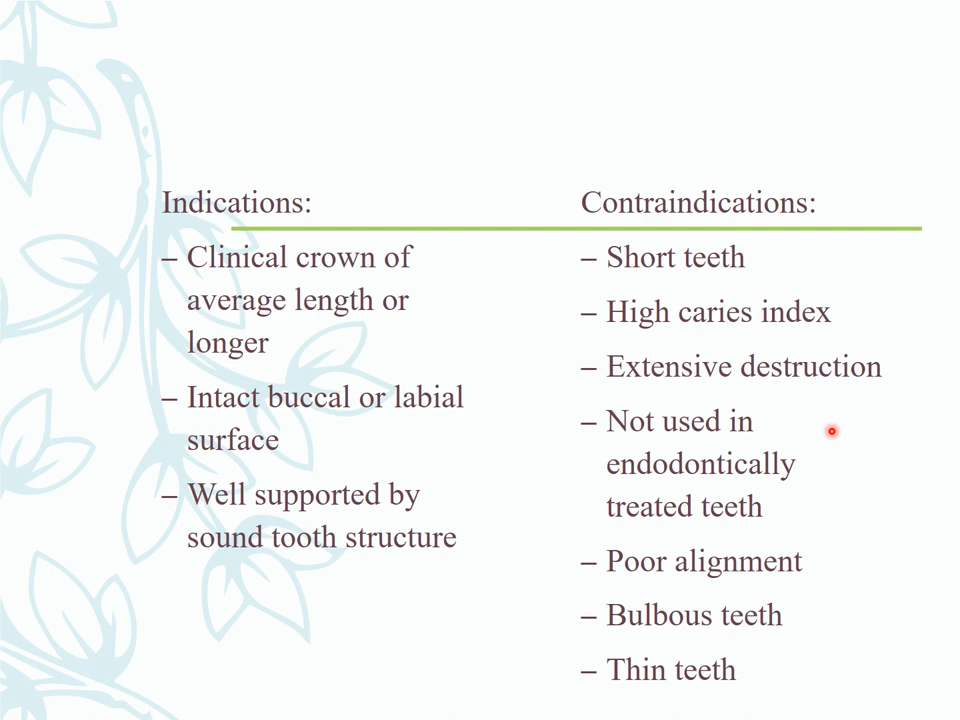 Indications:
– Clinical crown of
average length or
longer
– Intact buccal or labial
surface
– Well supported by
sound tooth structure
Contraindications:
– Short teeth
– High caries index
– Extensive destruction
– Not used in
endodontically
treated teeth
– Poor alignment
– Bulbous teeth
– Thin teeth